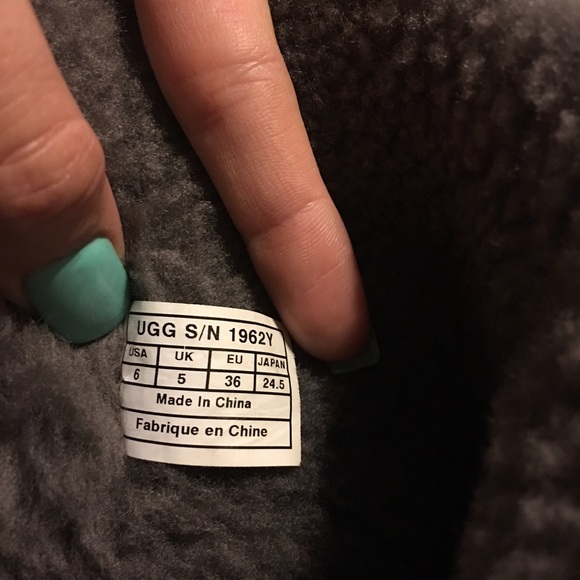 UGG S/N 1962Y
USA UK EU JAPAN
6 5 36 24.5
Made In China
Fabrique en Chine